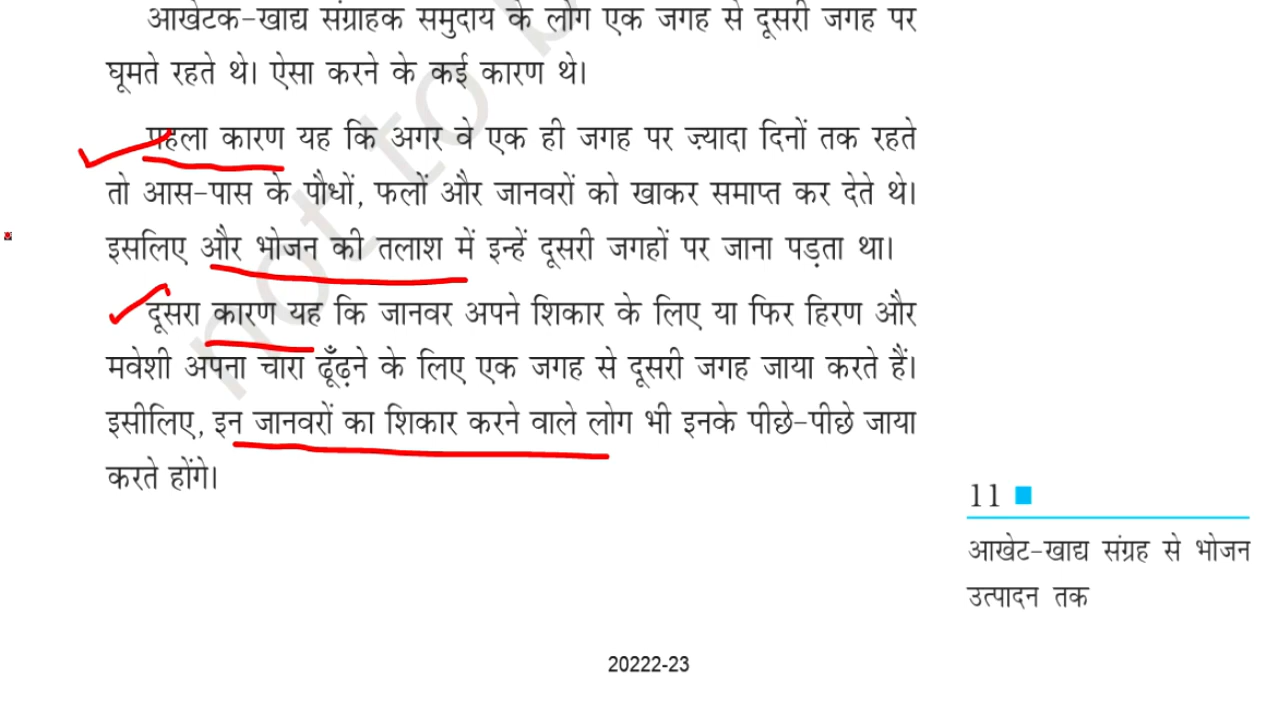 आखेटक-खाद्य संग्राहक समुदाय के लोग एक जगह से दूसरी जगह पर
घूमते रहते थे। ऐसा करने के कई कारण थे।
पहला कारण यह कि अगर वे एक ही जगह पर ज़्यादा दिनों तक रहते
तो आस-पास के पौधों, फलों और जानवरों को खाकर समाप्त कर देते थे।
इसलिए और भोजन की तलाश में इन्हें दूसरी जगहों पर जाना पड़ता था।
दूसरा कारण यह कि जानवर अपने शिकार के लिए या फिर हिरण और
मवेशी अपना चारा ढूँढ़ने के लिए एक जगह से दूसरी जगह जाया करते हैं।
इसीलिए, इन जानवरों का शिकार करने वाले लोग भी इनके पीछे-पीछे जाया
करते होंगे।
11
आखेट-खाद्य संग्रह से भोजन
उत्पादन तक
20222-23
not to b